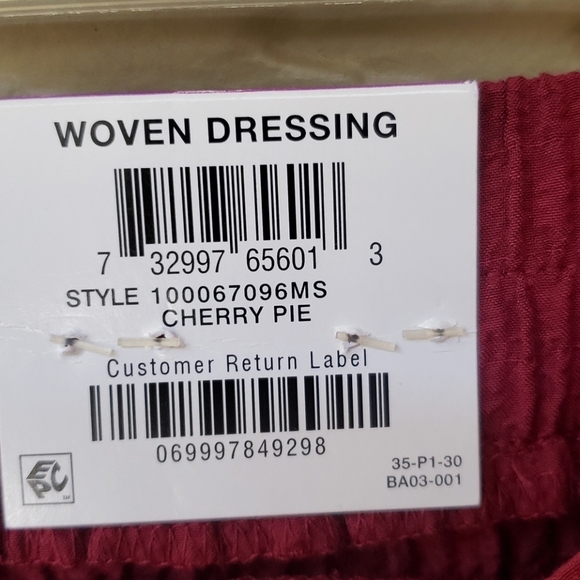 WOVEN DRESSING
7 32997 65601 3
STYLE 100067096MS
CHERRY PIE
Customer Return Label
069997849298
EPC
35-P1-30
BA03-001